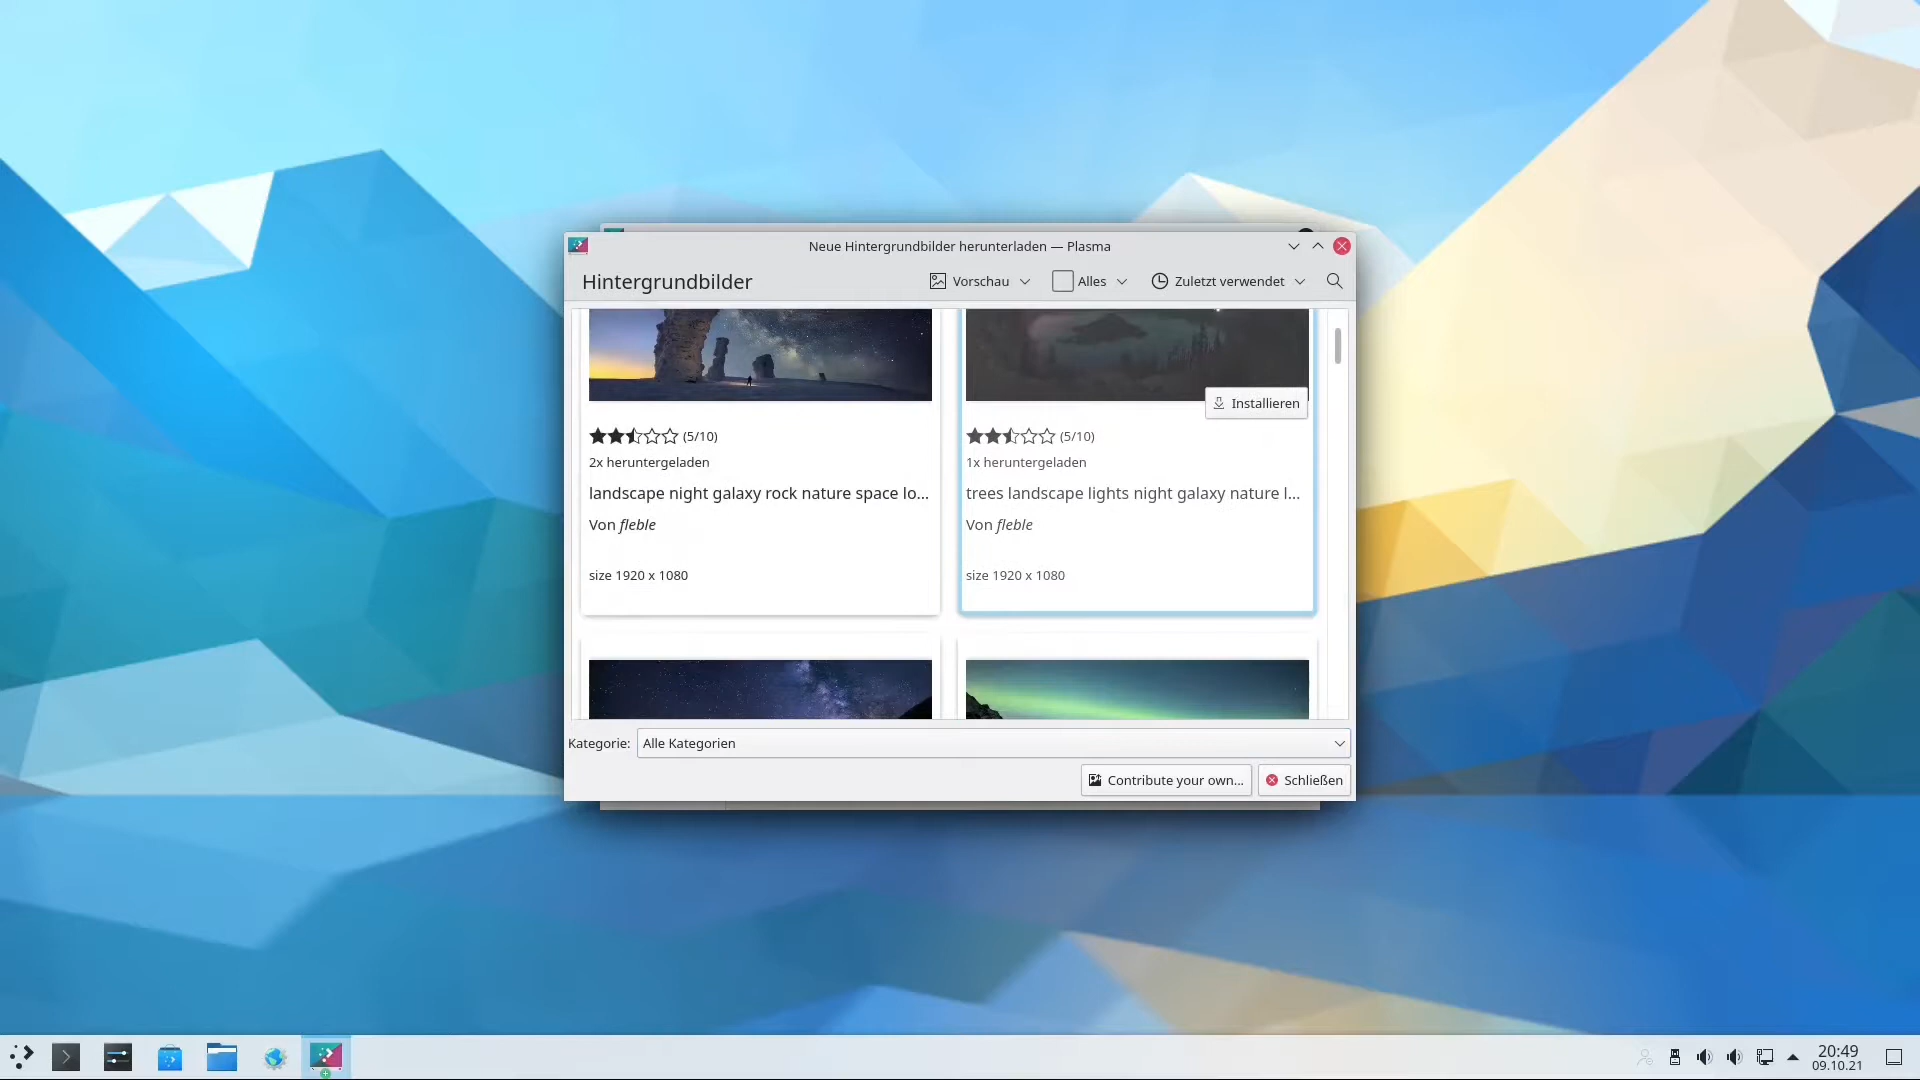 Neue Hintergrundbilder herunterladen — Plasma
Hintergrundbilder
Vorschau
Alles
Zuletzt verwendet
Installieren
(5/10)
2x heruntergeladen
landscape night galaxy rock nature space lo...
Von fleble
size 1920 x 1080
(5/10)
1x heruntergeladen
trees landscape lights night galaxy nature l...
Von fleble
size 1920 x 1080
Kategorie: Alle Kategorien
Contribute your own...
Schließen
20:49
09.10.21